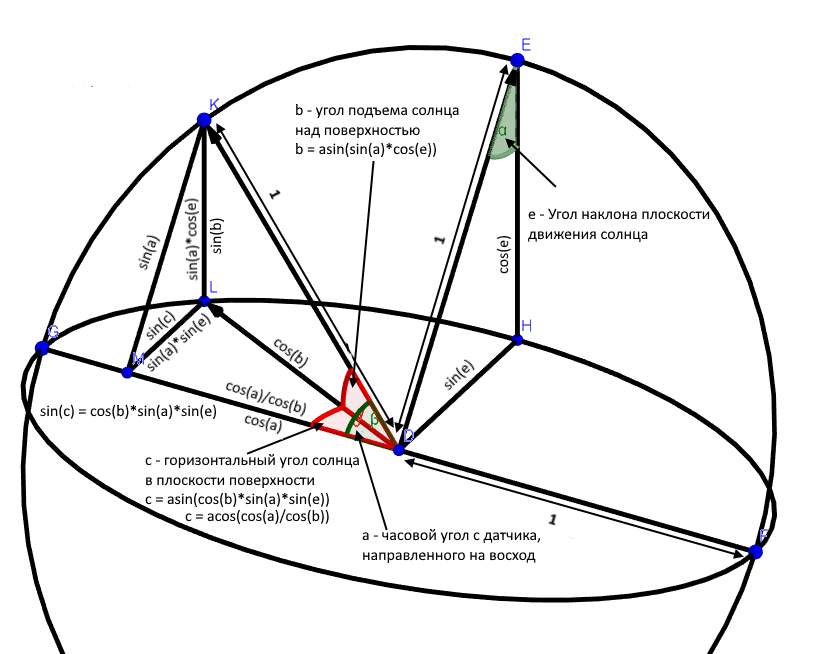 E
K
b - угол подъема солнца
над поверхностью
b = asin(sin(a)*cos(e))
α
1
e - Угол наклона плоскости
движения солнца
1
sin(a)
sin(a)*cos(e)
sin(b)
cos(e)
L
G
H
M
sin(c)
sin(a)*sin(e)
cos(b)
sin(e)
cos(a)/cos(b)
cos(a)
β
D
sin(c) = cos(b)*sin(a)*sin(e)
c - горизонтальный угол солнца
в плоскости поверхности
c = asin(cos(b)*sin(a)*sin(e))
c = acos(cos(a)/cos(b))
a - часовой угол с датчика,
направленного на восход
1
F